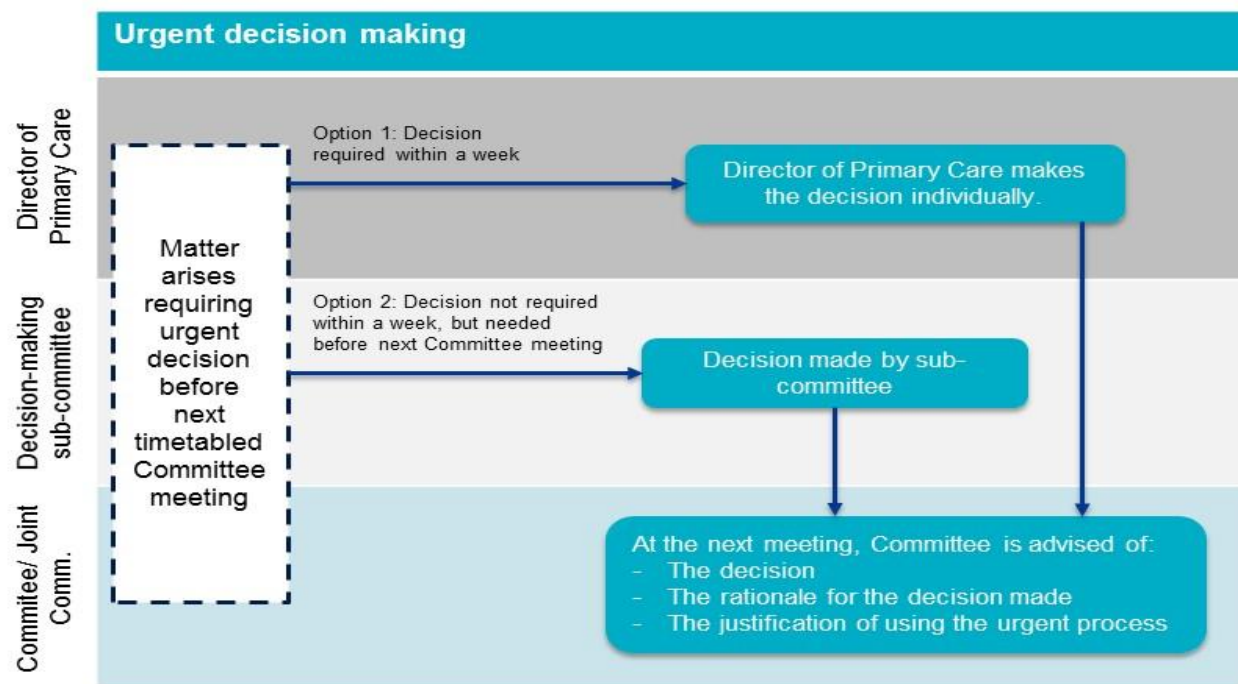 Urgent decision making
Director of
Primary Care
Option 1: Decision
required within a week
Director of Primary Care makes
the decision individually.
Matter
arises
requiring
urgent
decision
before
next
timetabled
Committee
meeting
Decision-making
sub-committee
Option 2: Decision not required
within a week, but needed
before next Committee meeting
Decision made by sub-
committee
Commitee/ Joint
Comm.
At the next meeting, Committee is advised of:
- The decision
- The rationale for the decision made
- The justification of using the urgent process